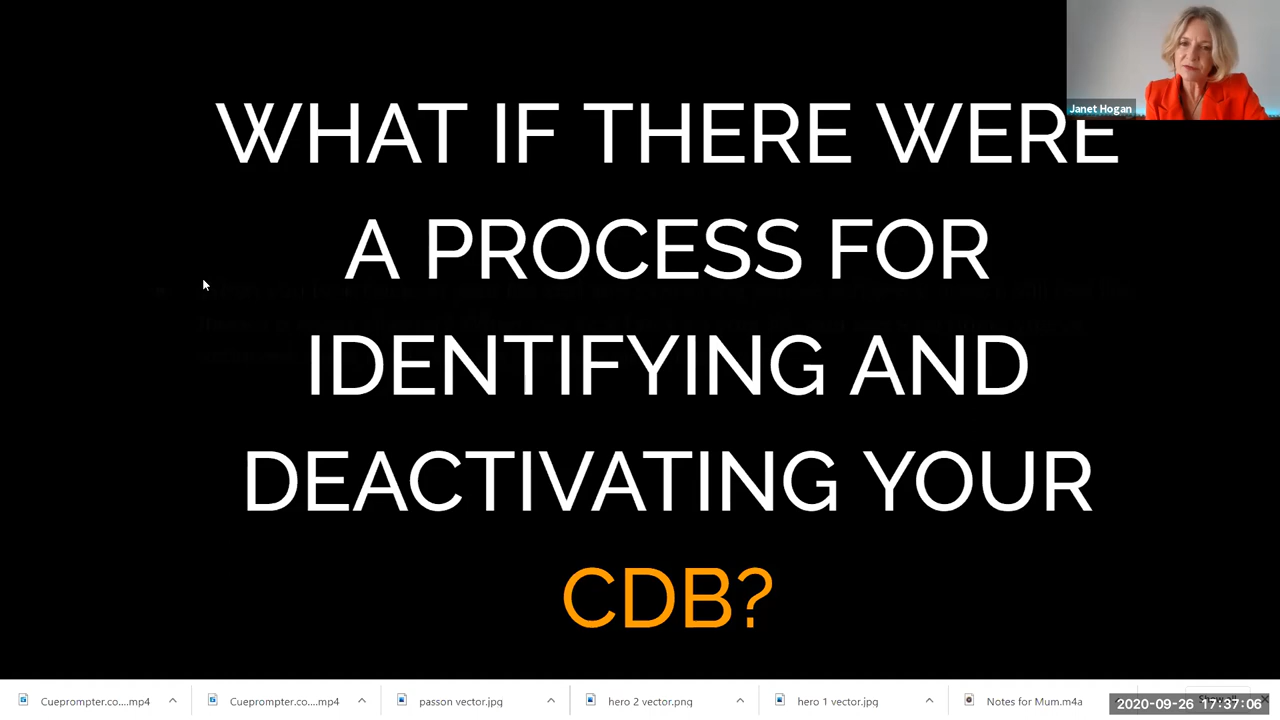 Janet Hogan
WHAT IF THERE WERE
A PROCESS FOR
IDENTIFYING AND
DEACTIVATING YOUR
CDB?
Cueprompter.co....mp4
Cueprompter.co....mp4
passon vector.jpg
hero 2 vector.png
hero 1 vector.jpg
Notes for Mum.m4a
2020-09-26 17:37:06